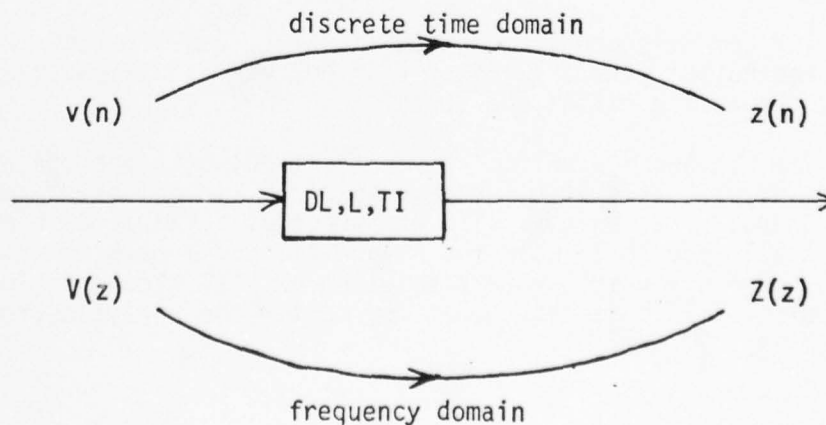 discrete time domain
v(n) z(n)
DL,L,TI
V(z) Z(z)
frequency domain